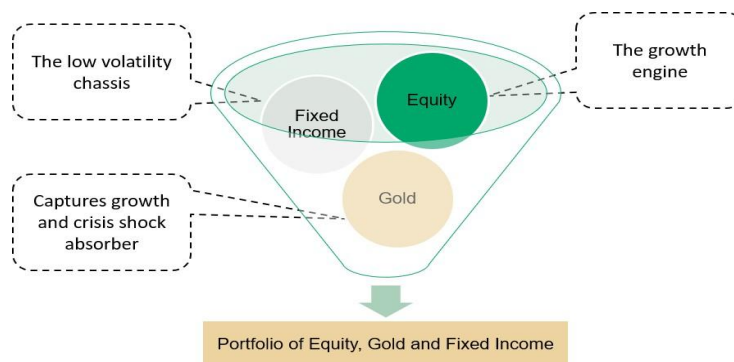 The low volatility
chassis
The growth
engine
Equity
Fixed
Income
Gold
Captures growth
and crisis shock
absorber
Portfolio of Equity, Gold and Fixed Income